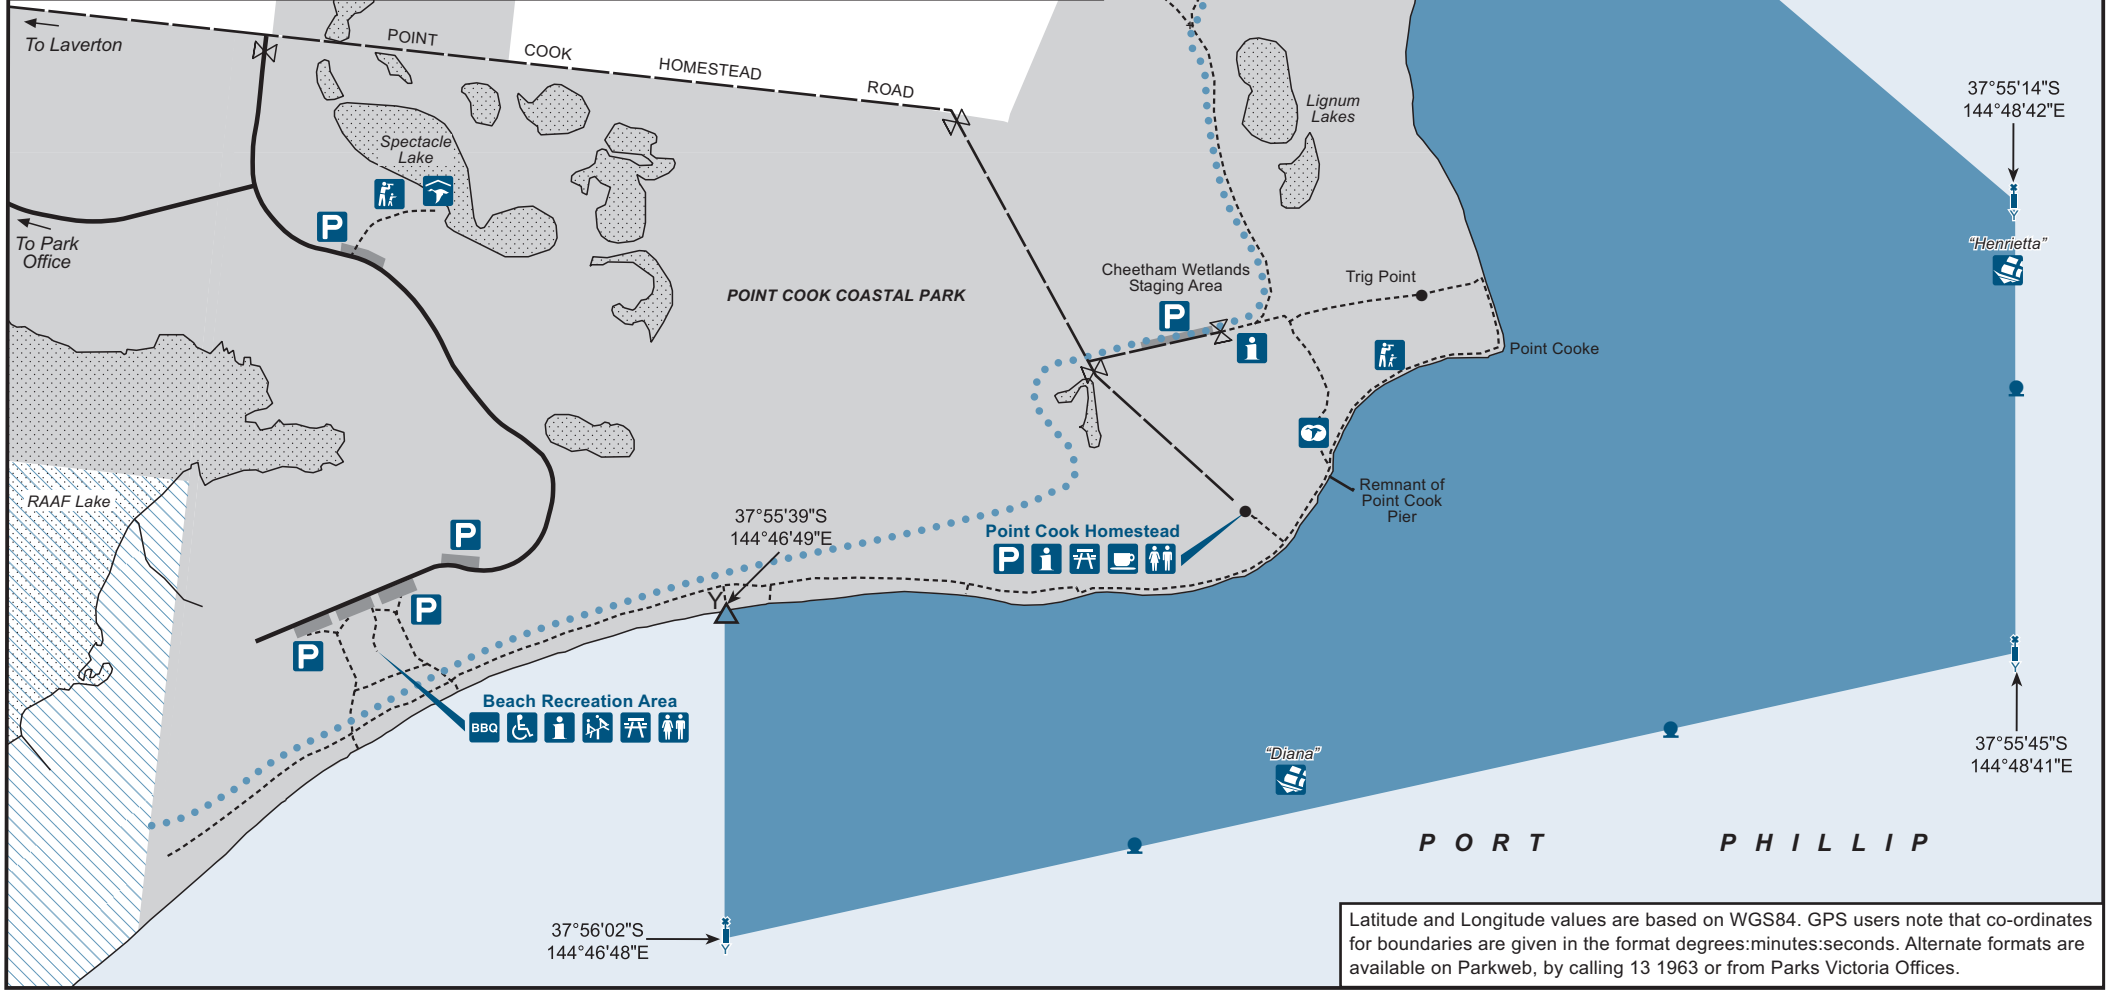 To Laverton
POINT COOK HOMESTEAD ROAD
37°55'14"S
144°48'42"E
Lignum
Lakes
Spectacle
Lake
P
To Park
Office
"Henrietta"
Cheetham Wetlands
Staging Area
P
Trig Point
POINT COOK COASTAL PARK
Point Cooke
RAAF Lake
Remnant of
Point Cook
Pier
37°55'39"S
144°46'49"E
Point Cook Homestead
P i
P
P
P
Beach Recreation Area
BBQ i
i
37°55'45"S
144°48'41"E
"Diana"
PORT PHILLIP
37°56'02"S
144°46'48"E
Latitude and Longitude values are based on WGS84. GPS users note that co-ordinates
for boundaries are given in the format degrees:minutes:seconds. Alternate formats are
available on Parkweb, by calling 13 1963 or from Parks Victoria Offices.